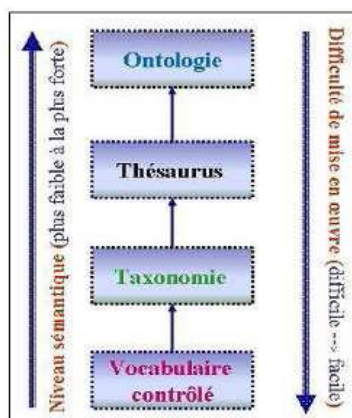 Ontologie
Thésaurus
Taxonomie
Vocabulaire
contrôlé
Niveau sémantique (plus faible à la plus forte)
Difficulté de mise en œuvre (difficile --> facile)